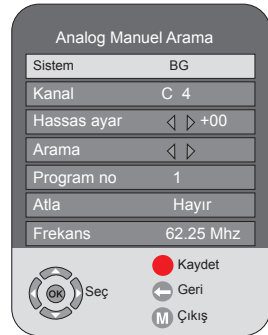 Analog Manuel Arama
Sistem BG
Kanal C 4
Hassas ayar +00
Arama
Program no 1
Atla Hayır
Frekans 62.25 Mhz
OK Seç
Kaydet
Geri
M Çıkış